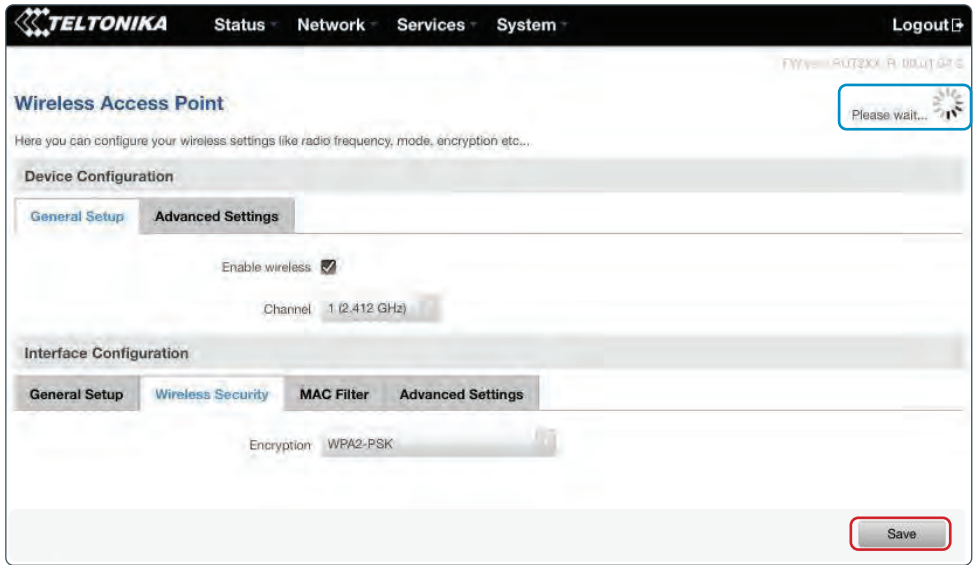 TELTONIKA Status Network Services System Logout
Wireless Access Point
Please wait...
Here you can configure your wireless settings like radio frequency, mode, encryption etc...
Device Configuration
General Setup Advanced Settings
Enable wireless
Channel 1 (2.412 GHz)
Interface Configuration
General Setup Wireless Security MAC Filter Advanced Settings
Encryption WPA2-PSK
Save